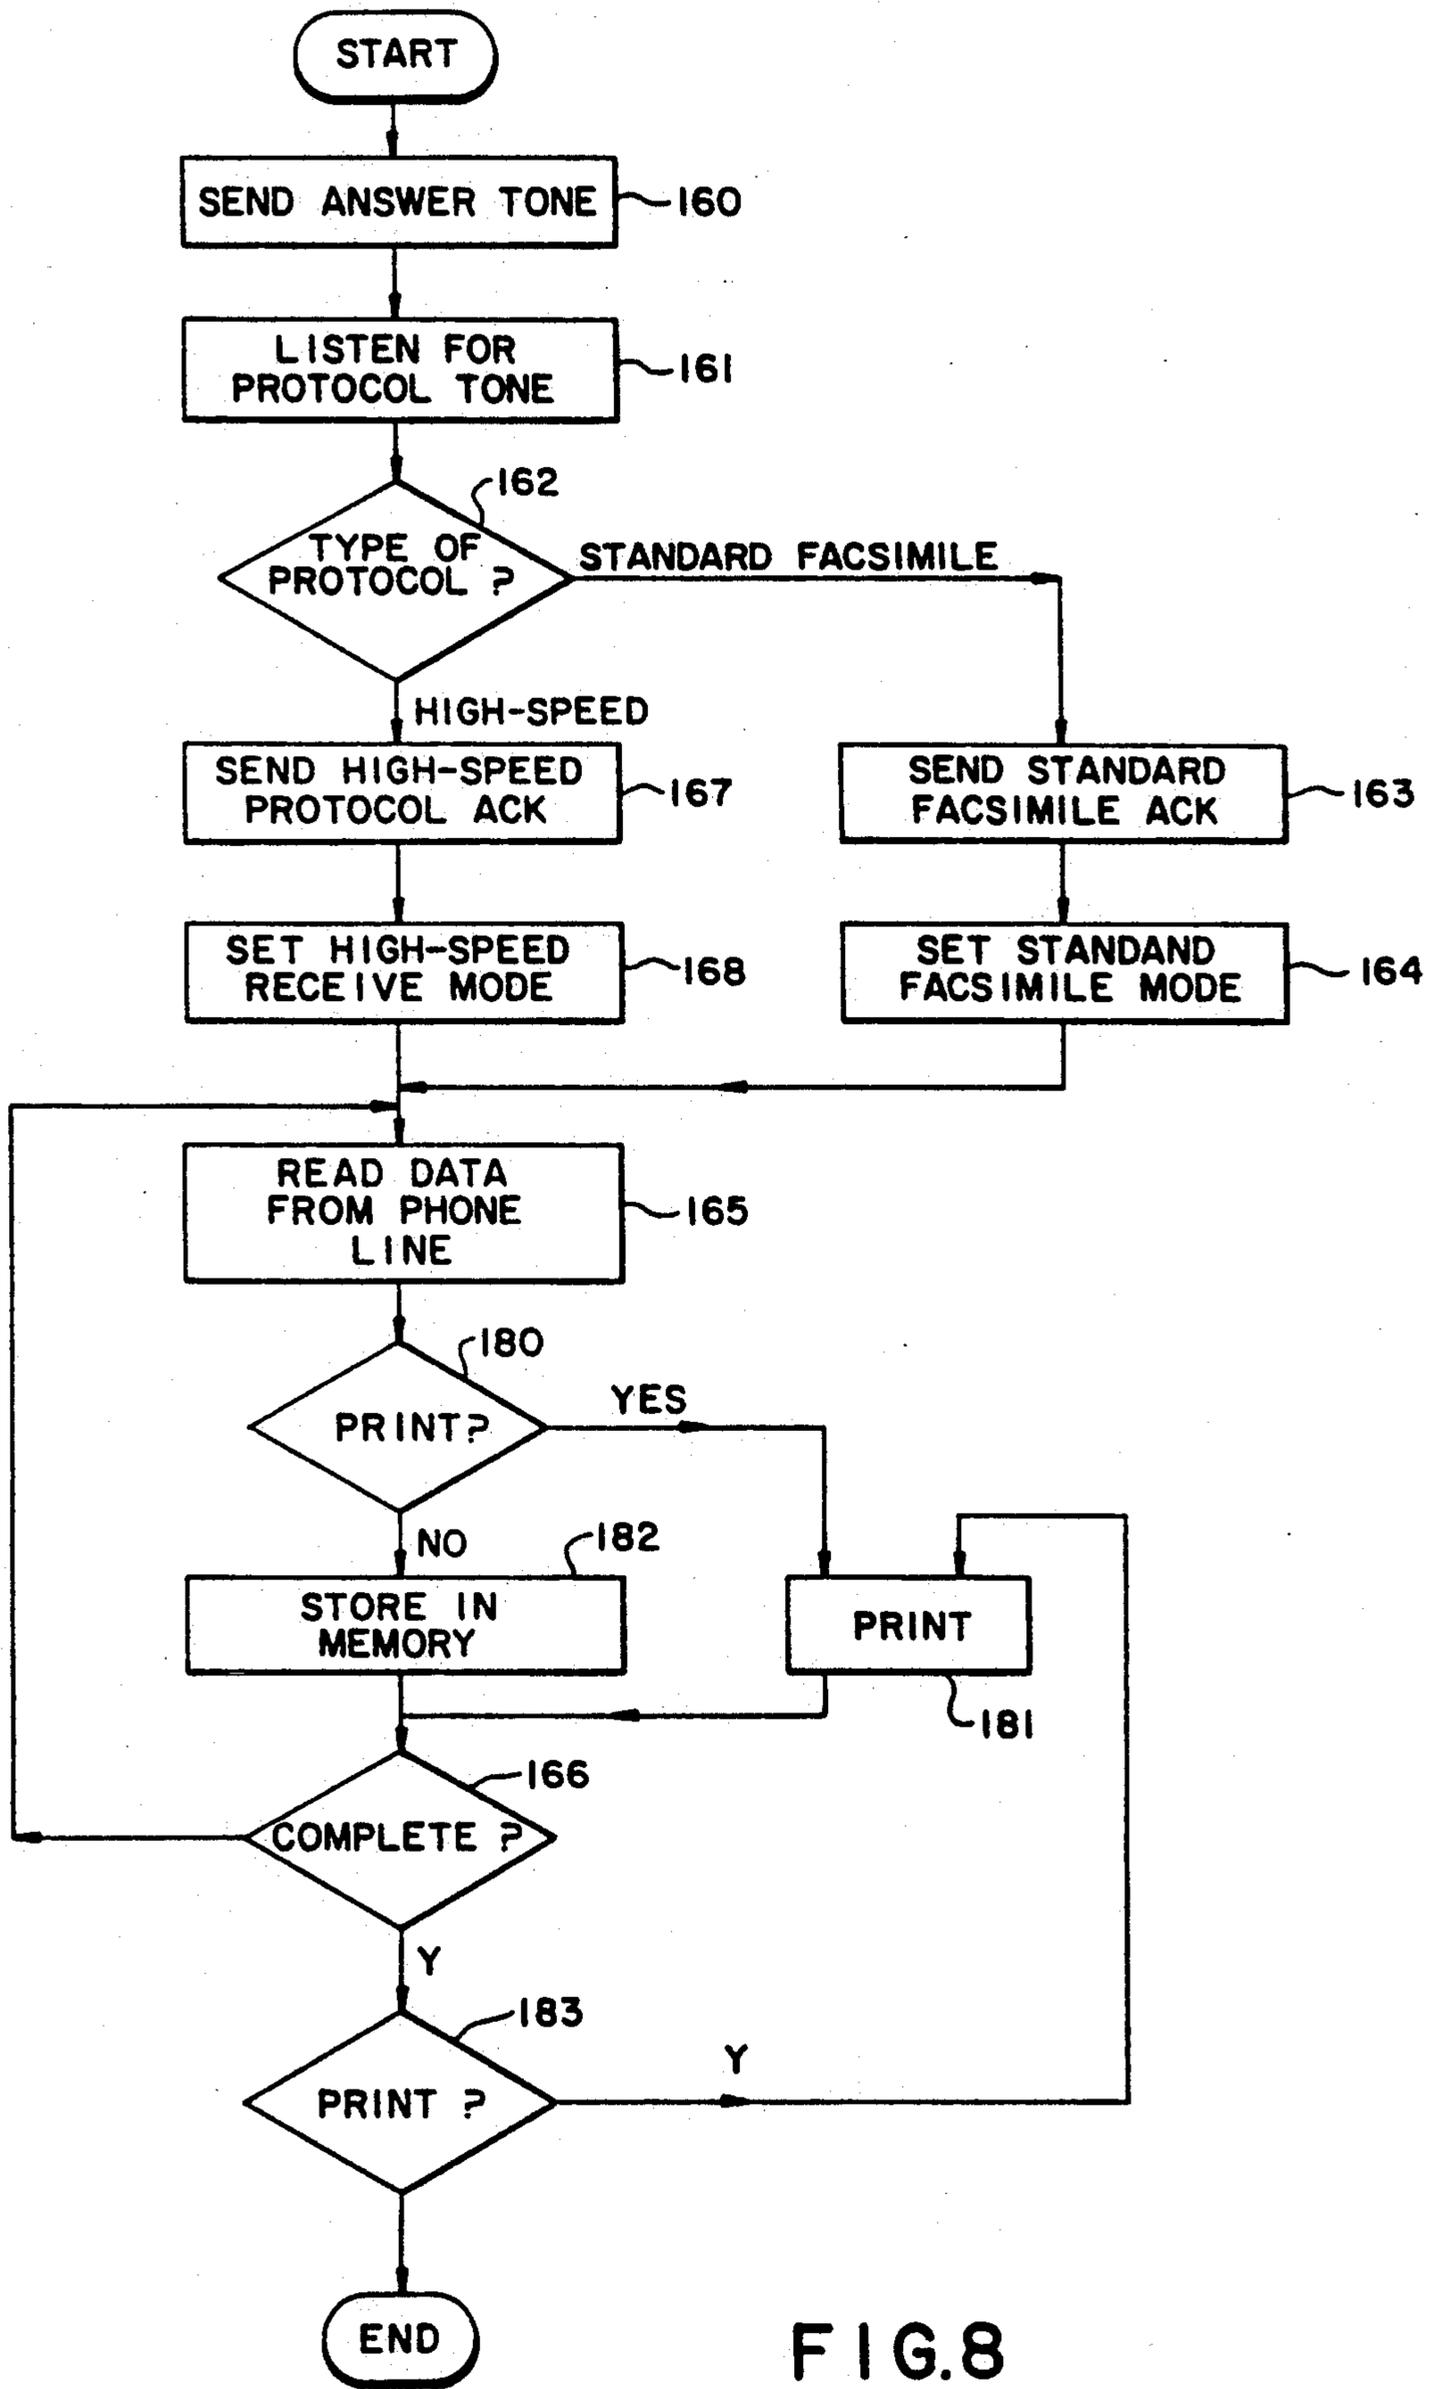 START
SEND ANSWER TONE
160
LISTEN FOR
PROTOCOL TONE
161
162
TYPE OF
PROTOCOL ?
STANDARD FACSIMILE
HIGH-SPEED
SEND HIGH-SPEED
PROTOCOL ACK
167
SEND STANDARD
FACSIMILE ACK
163
SET HIGH-SPEED
RECEIVE MODE
168
SET STANDAND
FACSIMILE MODE
164
READ DATA
FROM PHONE
LINE
165
180
PRINT?
YES
NO
182
STORE IN
MEMORY
PRINT
181
166
COMPLETE ?
Y
183
PRINT ?
Y
END
FIG.8